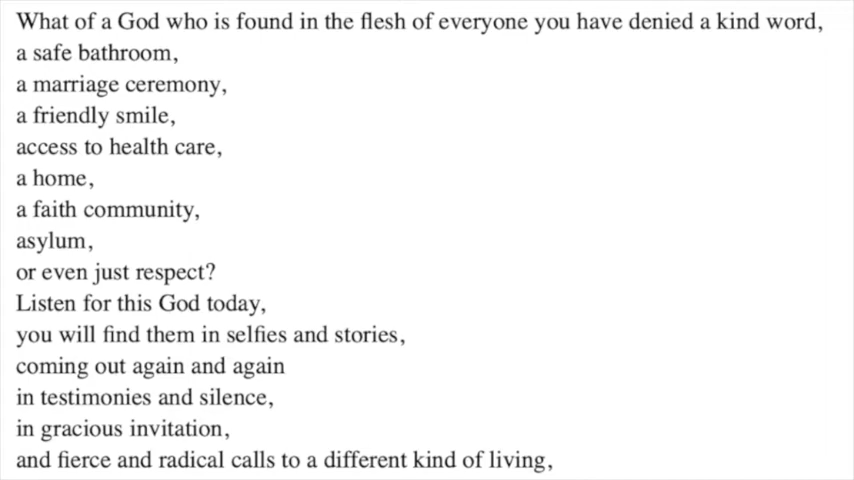 What of a God who is found in the flesh of everyone you have denied a kind word,
a safe bathroom,
a marriage ceremony,
a friendly smile,
access to health care,
a home,
a faith community,
asylum,
or even just respect?
Listen for this God today,
you will find them in selfies and stories,
coming out again and again
in testimonies and silence,
in gracious invitation,
and fierce and radical calls to a different kind of living,